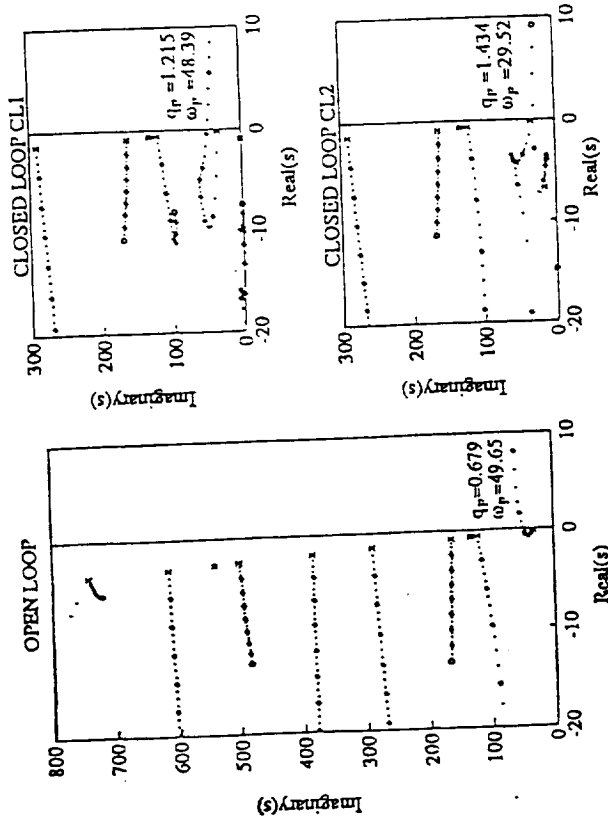 OPEN LOOP
Imaginary(s)
800
700
600
500
400
300
200
100
0
-20
-10
0
10
Real(s)
q_P=0.679
ω_P=49.65
CLOSED LOOP CL1
Imaginary(s)
300
200
100
0
-20
-10
0
10
Real(s)
q_P=1.215
ω_P=48.39
CLOSED LOOP CL2
Imaginary(s)
300
200
100
0
-20
-10
0
10
Real(s)
q_P=1.434
ω_P=29.52